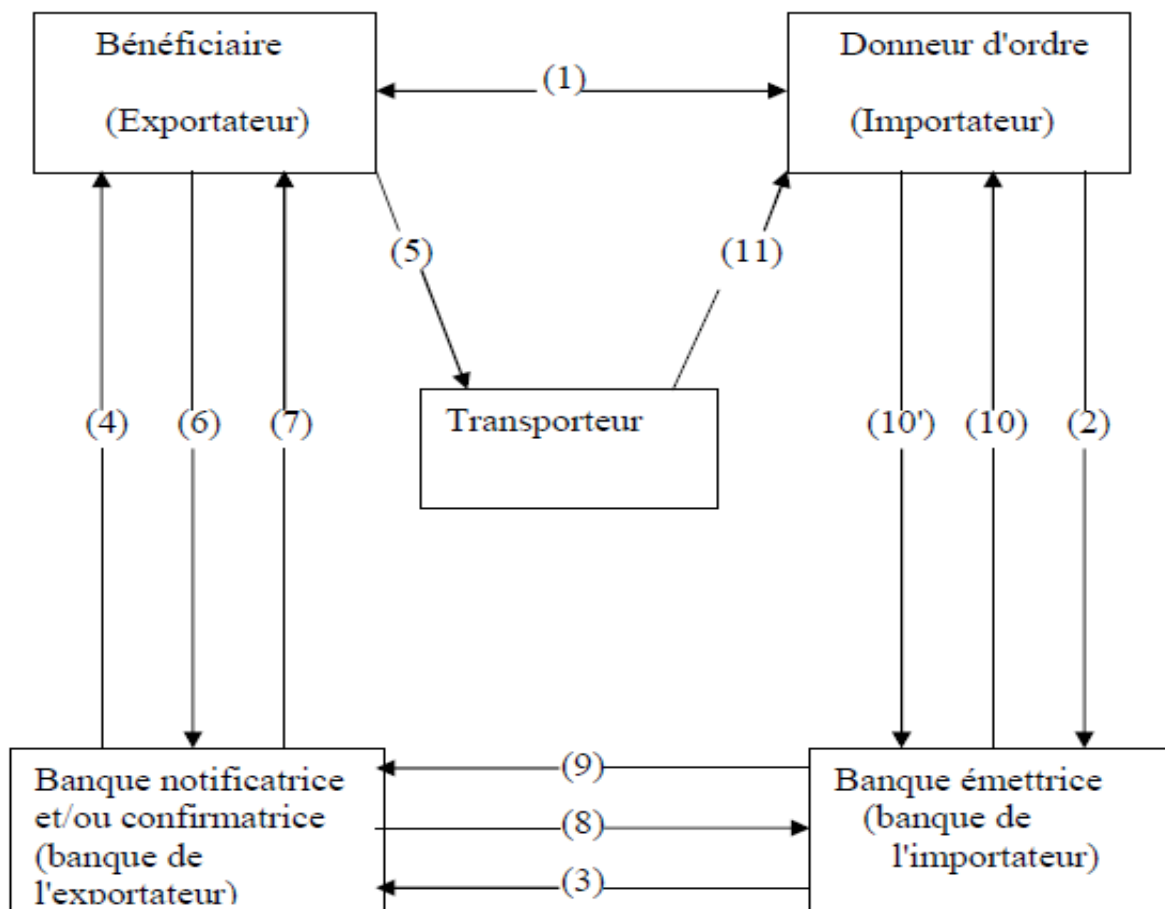 Bénéficiaire
(Exportateur)
(1)
Donneur d'ordre
(Importateur)
(5)
(11)
Transporteur
(4)
(6)
(7)
(10')
(10)
(2)
Banque notificatrice
et/ou confirmatrice
(banque de
l'exportateur)
(9)
(8)
(3)
Banque émettrice
(banque de
l'importateur)